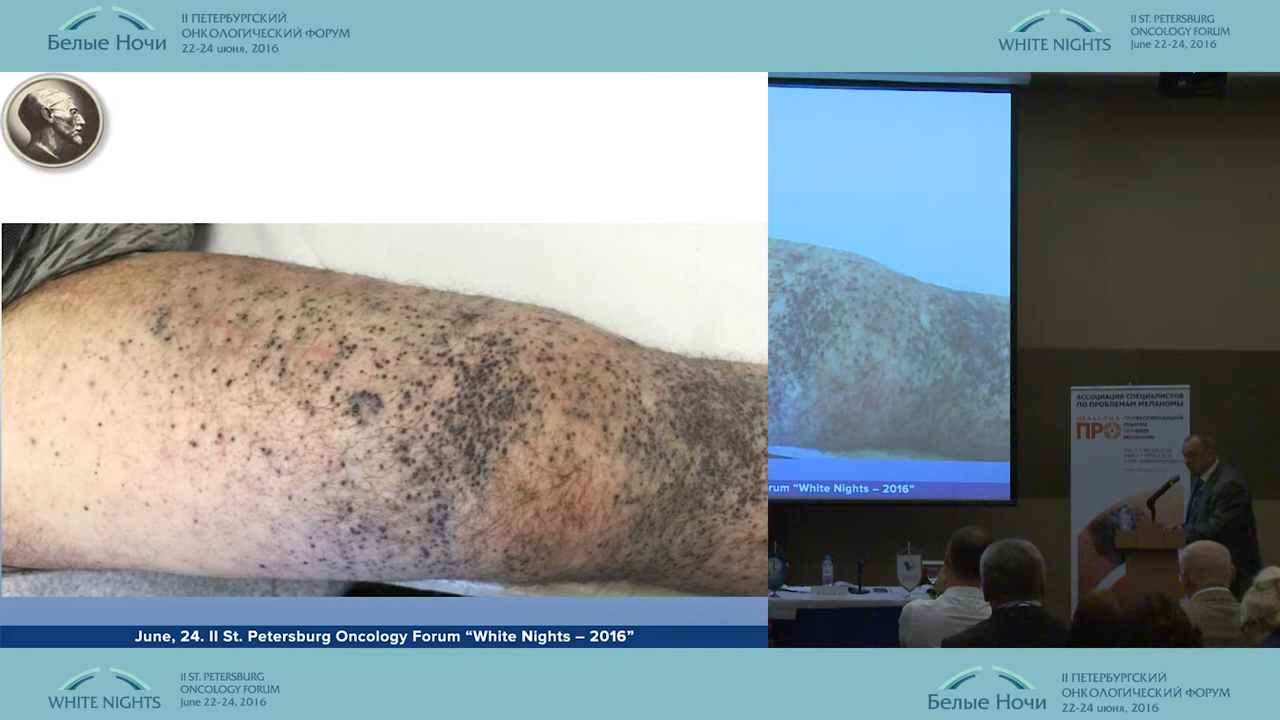 Белые Ночи
II ПЕТЕРБУРГСКИЙ
ОНКОЛОГИЧЕСКИЙ ФОРУМ
22-24 июня, 2016
WHITE NIGHTS
II ST. PETERSBURG
ONCOLOGY FORUM
June 22-24, 2016
rum “White Nights – 2016”
АССОЦИАЦИЯ СПЕЦИАЛИСТОВ
ПО ПРОБЛЕМАМ МЕЛАНОМЫ
МЕЛАНОМА
ПРО
June, 24. II St. Petersburg Oncology Forum “White Nights – 2016”
WHITE NIGHTS
II ST. PETERSBURG
ONCOLOGY FORUM
June 22-24, 2016
Белые Ночи
II ПЕТЕРБУРГСКИЙ
ОНКОЛОГИЧЕСКИЙ ФОРУМ
22-24 июня, 2016